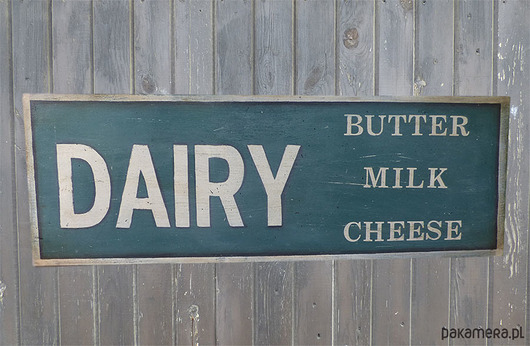 DAIRY
BUTTER
MILK
CHEESE
pakamera.pl